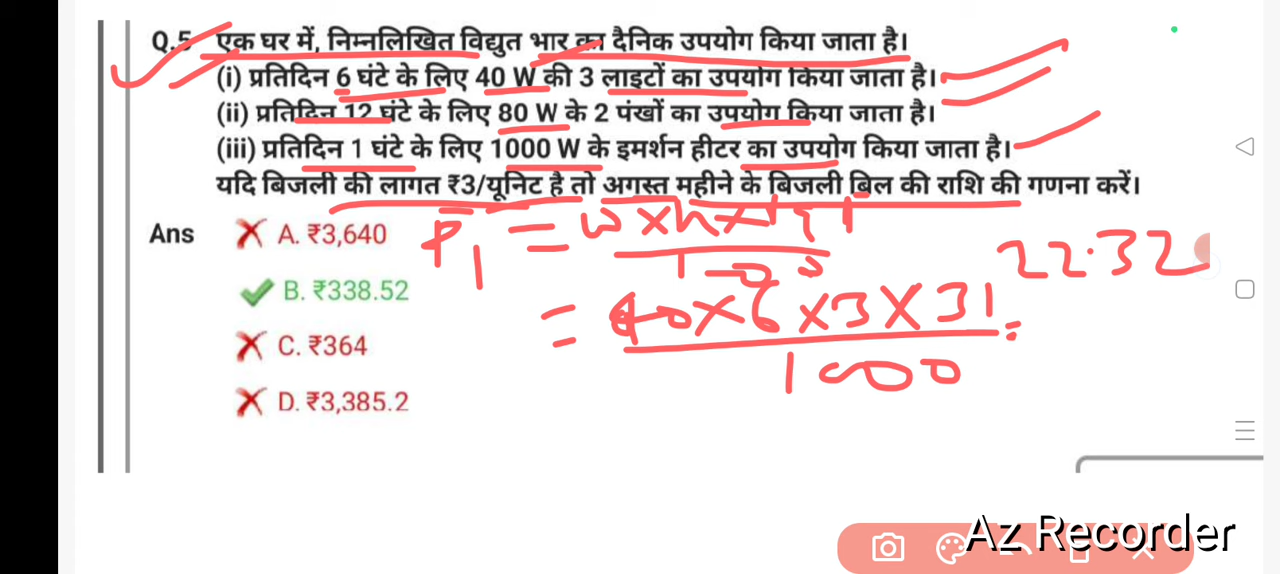 Q.5 एक घर में, निम्नलिखित विद्युत भार का दैनिक उपयोग किया जाता है।
(i) प्रतिदिन 6 घंटे के लिए 40 W की 3 लाइटों का उपयोग किया जाता है।
(ii) प्रतिदिन 12 घंटे के लिए 80 W के 2 पंखों का उपयोग किया जाता है।
(iii) प्रतिदिन 1 घंटे के लिए 1000 W के इमर्शन हीटर का उपयोग किया जाता है।
यदि बिजली की लागत ₹3/यूनिट है तो अगस्त महीने के बिजली बिल की राशि की गणना करें।
Ans A. ₹3,640
B. ₹338.52
C. ₹364
D. ₹3,385.2
P1 =
= 40×6×3×31 = 22.32
1000
Az Recorder